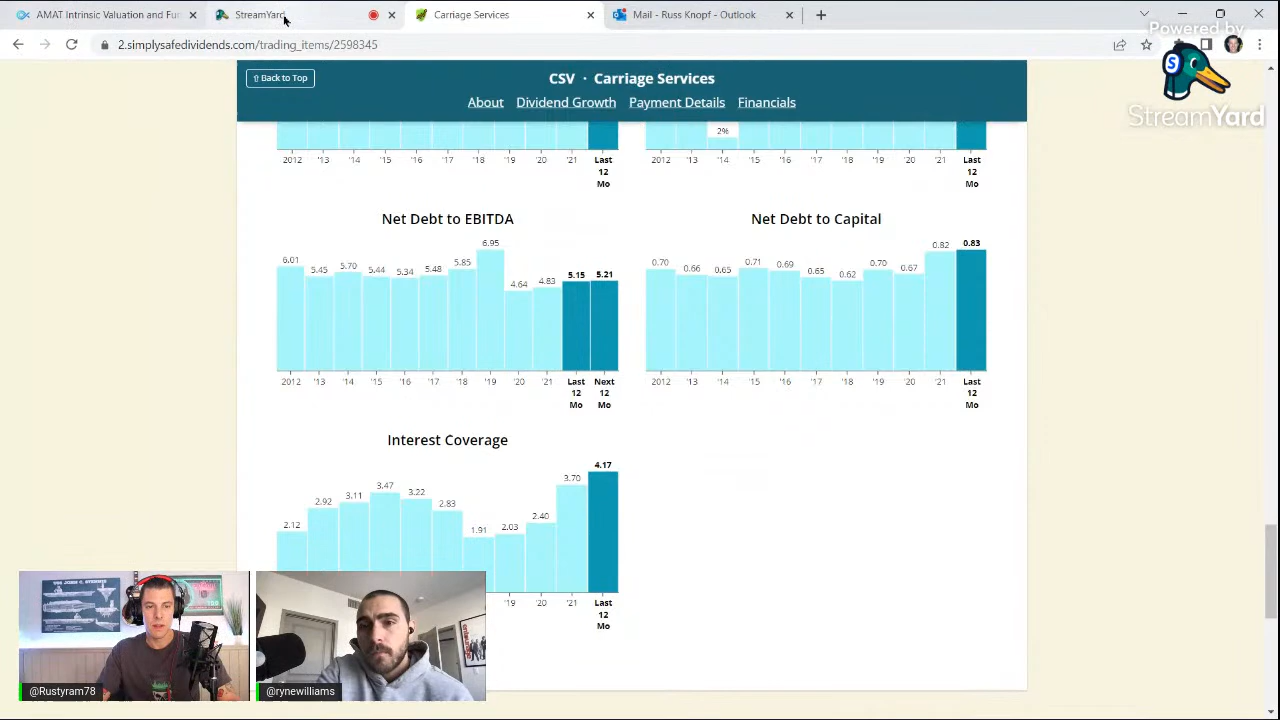 AMAT Intrinsic Valuation and Fun
StreamYard
Carriage Services
Mail - Russ Knopf - Outlook
2.simplysafedividends.com/trading_items/2598345
Powered by
StreamYard
⇧Back to Top
CSV · Carriage Services
About Dividend Growth Payment Details Financials
2%
2012 '13 '14 '15 '16 '17 '18 '19 '20 '21 Last 12 Mo
2012 '13 '14 '15 '16 '17 '18 '19 '20 '21 Last 12 Mo
Net Debt to EBITDA
6.01 5.45 5.70 5.44 5.34 5.48 5.85 6.95 4.64 4.83 5.15 5.21
2012 '13 '14 '15 '16 '17 '18 '19 '20 '21 Last 12 Mo Next 12 Mo
Net Debt to Capital
0.70 0.66 0.65 0.71 0.69 0.65 0.62 0.70 0.67 0.82 0.83
2012 '13 '14 '15 '16 '17 '18 '19 '20 '21 Last 12 Mo
Interest Coverage
2.12 2.92 3.11 3.47 3.22 2.83 1.91 2.03 2.40 3.70 4.17
'19 '20 '21 Last 12 Mo
@Rustyram78
@rynewilliams